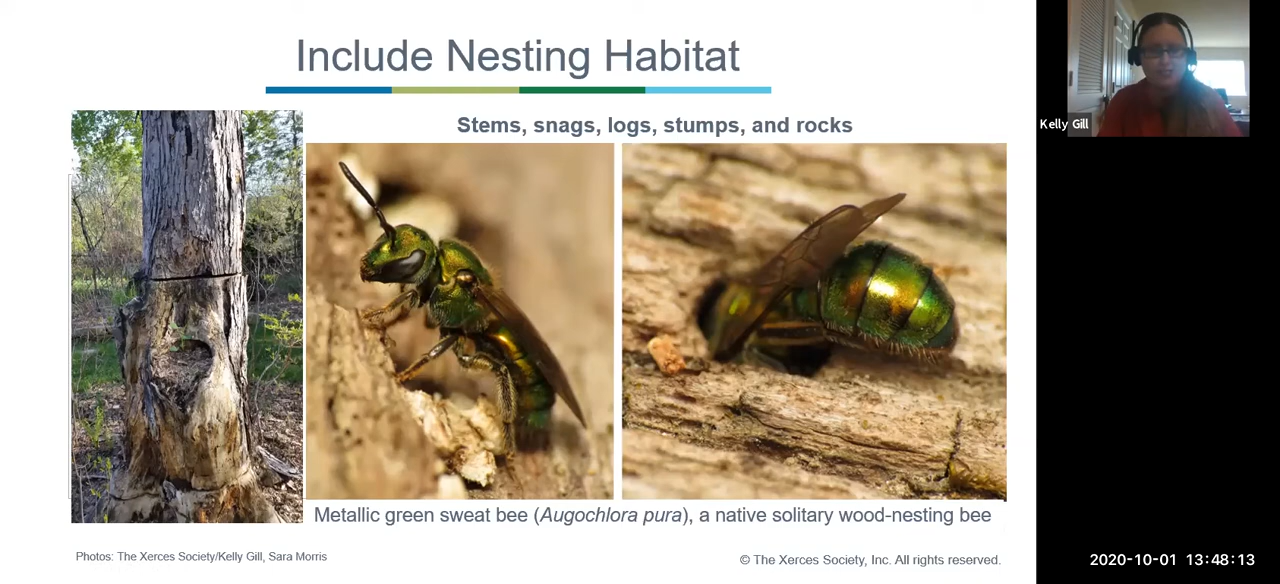 Include Nesting Habitat
Stems, snags, logs, stumps, and rocks
Kelly Gill
Metallic green sweat bee (Augochlora pura), a native solitary wood-nesting bee
Photos: The Xerces Society/Kelly Gill, Sara Morris
© The Xerces Society, Inc. All rights reserved.
2020-10-01 13:48:13